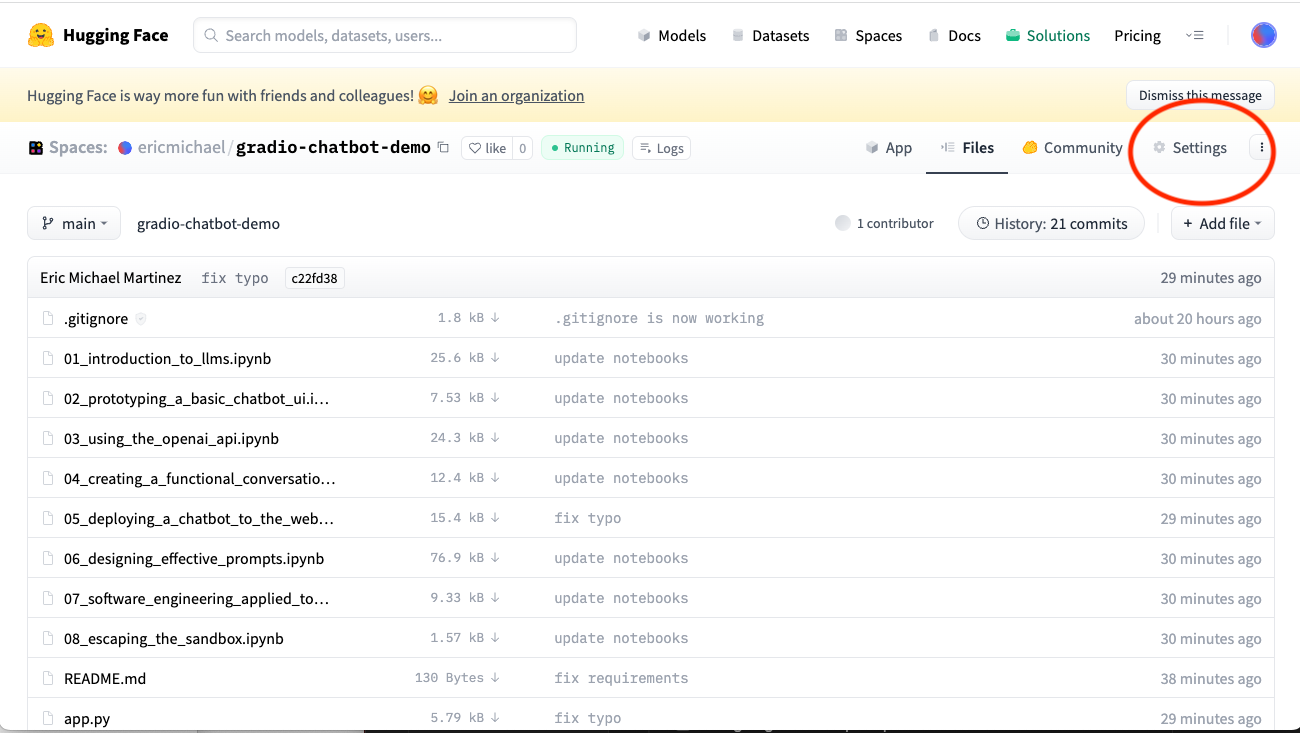 Hugging Face Search models, datasets, users... Models Datasets Spaces Docs Solutions Pricing
Hugging Face is way more fun with friends and colleagues! 🤗 Join an organization Dismiss this message
Spaces: ericmichael/gradio-chatbot-demo like 0 Running Logs App Files Community Settings
main gradio-chatbot-demo 1 contributor History: 21 commits + Add file
Eric Michael Martinez fix typo c22fd38 29 minutes ago
.gitignore 1.8 kB ↓ .gitignore is now working about 20 hours ago
01_introduction_to_llms.ipynb 25.6 kB ↓ update notebooks 30 minutes ago
02_prototyping_a_basic_chatbot_ui.i... 7.53 kB ↓ update notebooks 30 minutes ago
03_using_the_openai_api.ipynb 24.3 kB ↓ update notebooks 30 minutes ago
04_creating_a_functional_conversatio... 12.4 kB ↓ update notebooks 30 minutes ago
05_deploying_a_chatbot_to_the_web... 15.4 kB ↓ fix typo 29 minutes ago
06_designing_effective_prompts.ipynb 76.9 kB ↓ update notebooks 30 minutes ago
07_software_engineering_applied_to... 9.33 kB ↓ update notebooks 30 minutes ago
08_escaping_the_sandbox.ipynb 1.57 kB ↓ update notebooks 30 minutes ago
README.md 130 Bytes ↓ fix requirements 38 minutes ago
app.py 5.79 kB ↓ fix typo 29 minutes ago